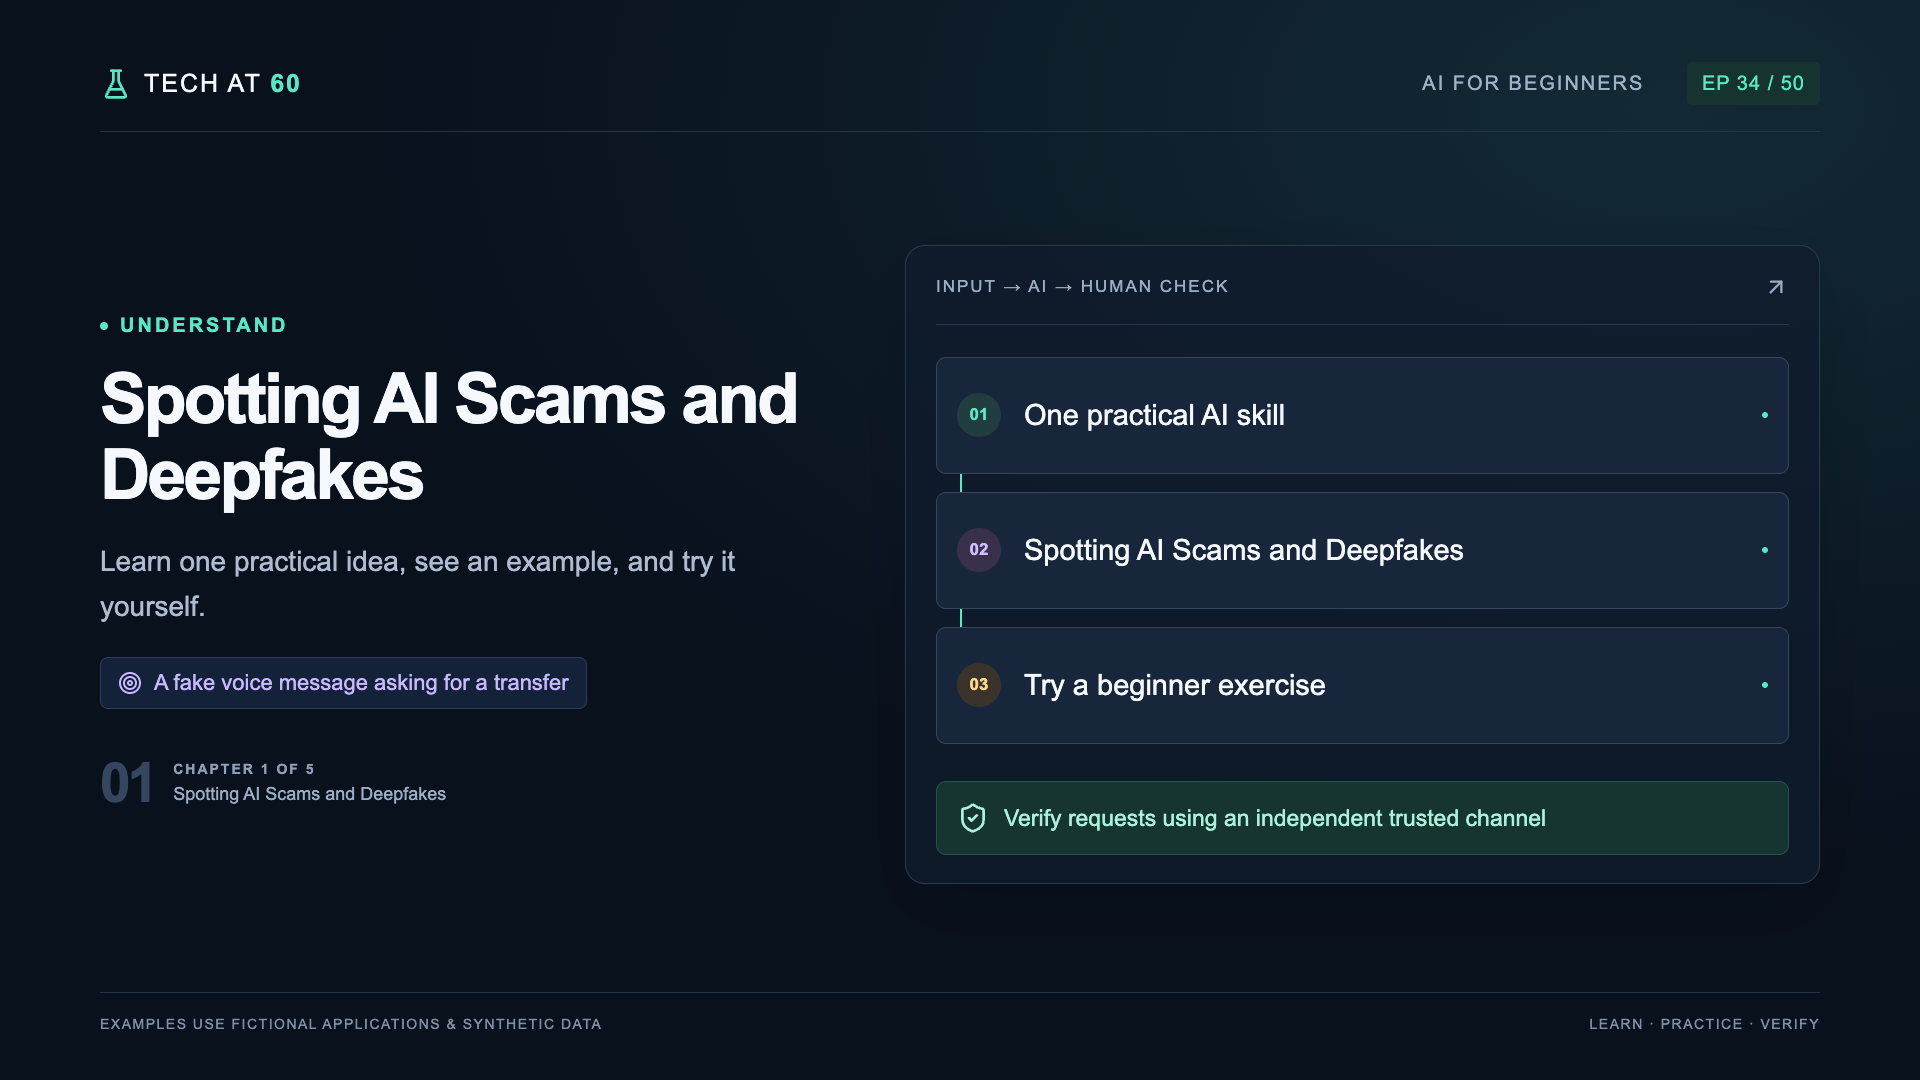 TECH AT 60
AI FOR BEGINNERS
EP 34 / 50
UNDERSTAND
Spotting AI Scams and
Deepfakes
Learn one practical idea, see an example, and try it
yourself.
A fake voice message asking for a transfer
01
CHAPTER 1 OF 5
Spotting AI Scams and Deepfakes
INPUT → AI → HUMAN CHECK
01 One practical AI skill
02 Spotting AI Scams and Deepfakes
03 Try a beginner exercise
Verify requests using an independent trusted channel
EXAMPLES USE FICTIONAL APPLICATIONS & SYNTHETIC DATA
LEARN · PRACTICE · VERIFY